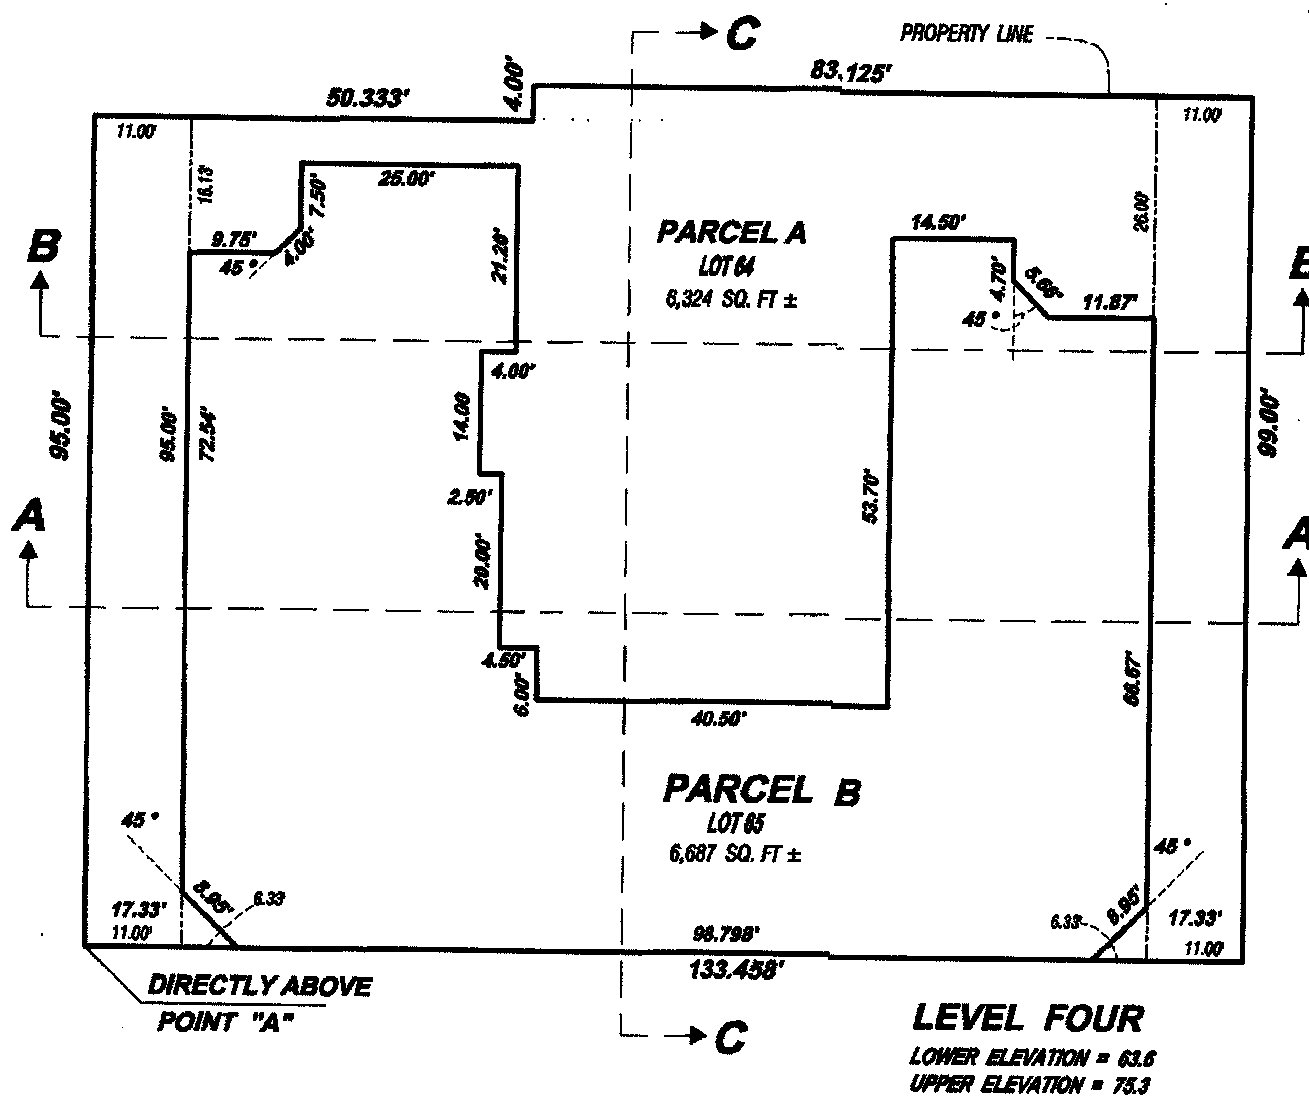 C
PROPERTY LINE
83.125'
50.333'
4.00'
11.00'
11.00'
16.13'
25.00'
7.50'
9.75'
4.00'
45°
21.26'
PARCEL A
LOT 64
6,324 SQ. FT ±
14.50'
26.00'
4.70'
5.65'
45°
11.87'
B
B
4.00'
95.00'
95.00'
72.54'
14.00
99.00'
2.50'
53.70'
A
A
20.00'
4.50'
6.00'
40.50'
66.67'
PARCEL B
LOT 65
6,687 SQ. FT ±
45°
45°
8.95'
6.33'
17.33'
11.00'
98.798'
133.458'
6.33'
8.95'
17.33'
11.00'
DIRECTLY ABOVE
POINT "A"
C
LEVEL FOUR
LOWER ELEVATION = 63.6
UPPER ELEVATION = 75.3